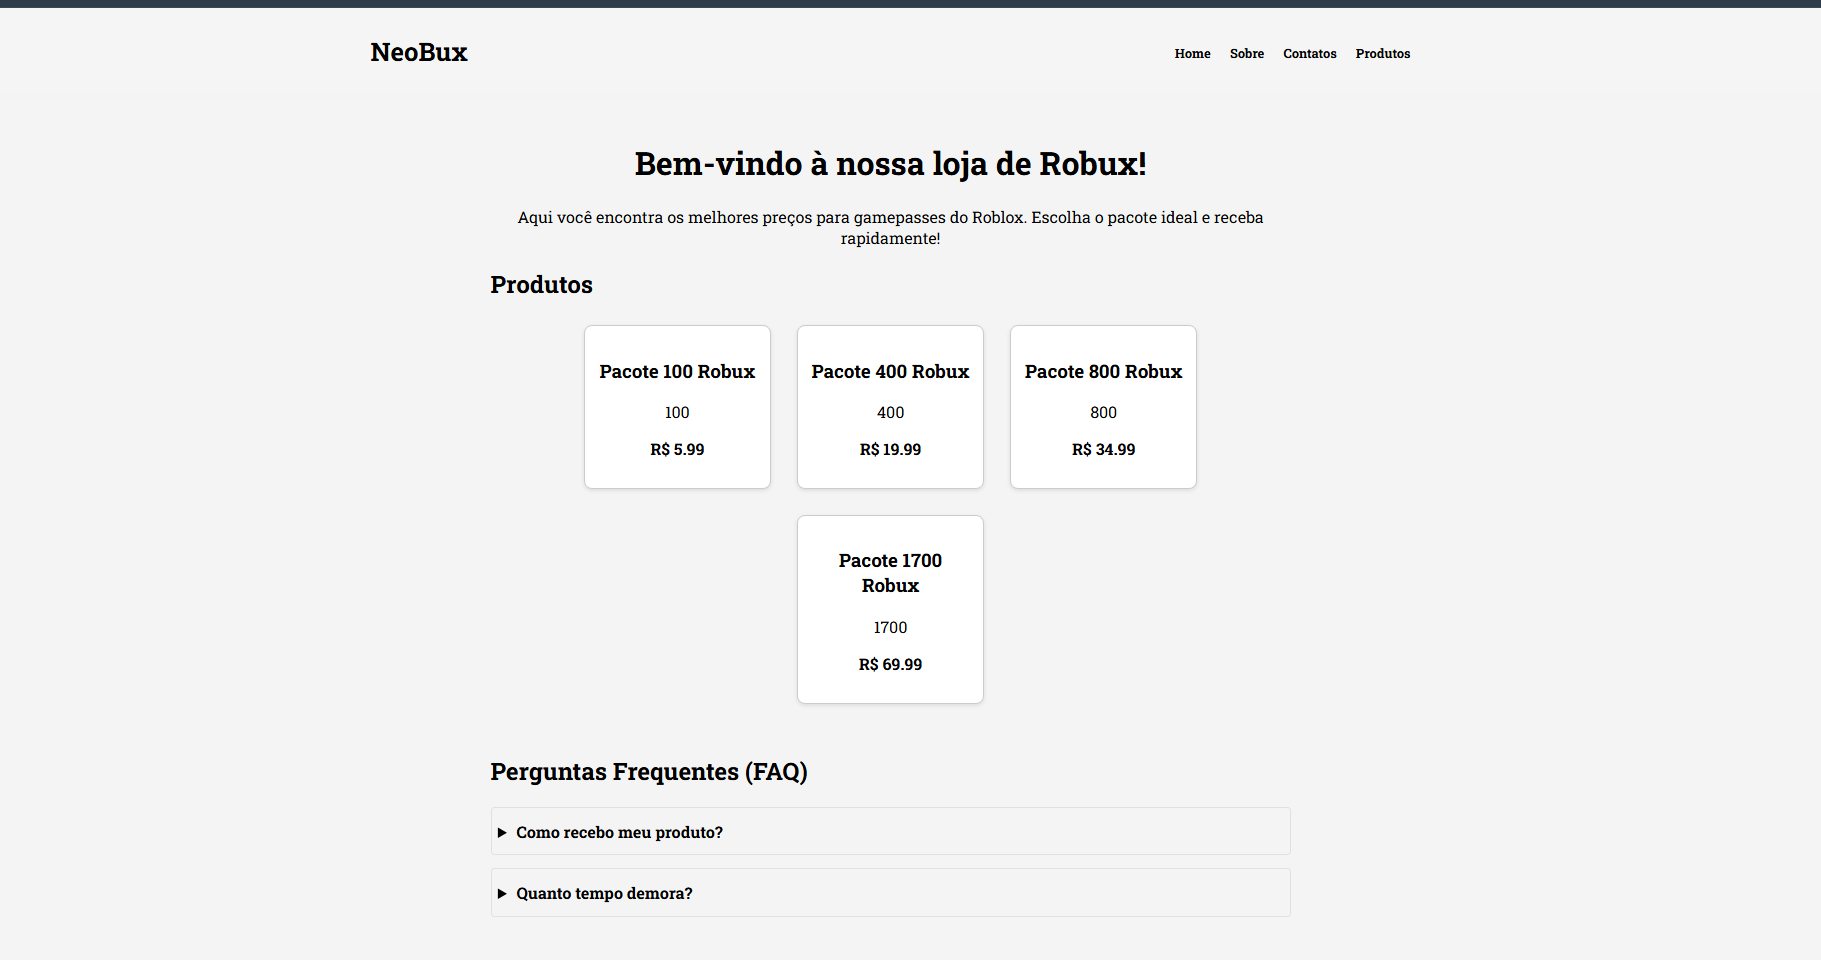 NeoBux
Home Sobre Contatos Produtos
Bem-vindo à nossa loja de Robux!
Aqui você encontra os melhores preços para gamepasses do Roblox. Escolha o pacote ideal e receba
rapidamente!
Produtos
Pacote 100 Robux
100
R$ 5.99
Pacote 400 Robux
400
R$ 19.99
Pacote 800 Robux
800
R$ 34.99
Pacote 1700
Robux
1700
R$ 69.99
Perguntas Frequentes (FAQ)
Como recebo meu produto?
Quanto tempo demora?